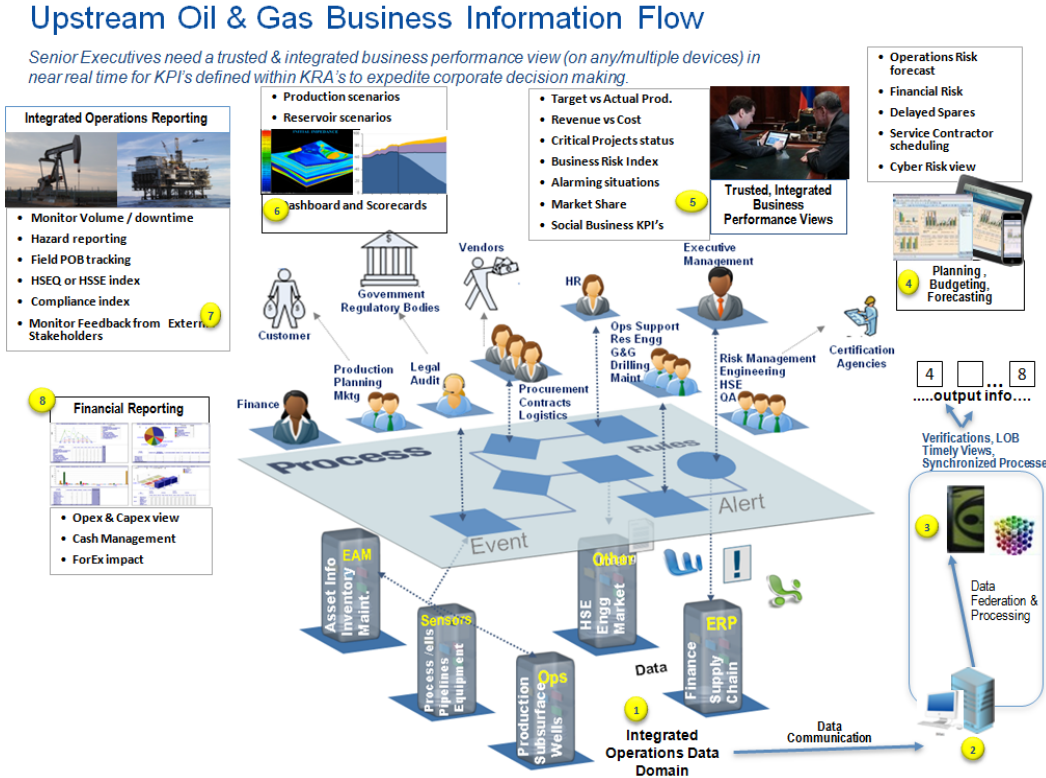 Upstream Oil & Gas Business Information Flow
Senior Executives need a trusted & integrated business performance view (on any/multiple devices) in
near real time for KPI's defined within KRA's to expedite corporate decision making.
Integrated Operations Reporting
• Monitor Volume / downtime
• Hazard reporting
• Field POB tracking
• HSEQ or HSSE index
• Compliance index
• Monitor Feedback from Extern
Stakeholders
7
• Production scenarios
• Reservoir scenarios
6
Dashboard and Scorecards
• Target vs Actual Prod.
• Revenue vs Cost
• Critical Projects status
• Business Risk Index
• Alarming situations
• Market Share
• Social Business KPI's
5
Trusted, Integrated
Business
Performance Views
• Operations Risk
forecast
• Financial Risk
• Delayed Spares
• Service Contractor
scheduling
• Cyber Risk view
4
Planning ,
Budgeting,
Forecasting
Customer
$
Government
Regulatory Bodies
Vendors
HR
Executive
Management
Certification
Agencies
Finance
Production
Planning
Mktg
Legal
Audit
Procurement
Contracts
Logistics
Ops Support
Res Engg
G&G
Drilling
Maint.
Risk Management
Engineering
HSE
QA
8
Financial Reporting
• Opex & Capex view
• Cash Management
• ForEx impact
Process
Rules
Event
Alert
EAM
Asset Info
Inventory
Maint.
Sensors
Process /ells
Pipelines
Equipment
Ops
Production
Subsurface
Wells
Other
HSE
Engg
Market
ERP
Finance
Supply
Chain
Data
1
Integrated
Operations Data
Domain
Data
Communication
2
Data
Federation &
Processing
3
4 ... 8
.....output info....
Verifications, LOB
Timely Views,
Synchronized Processe